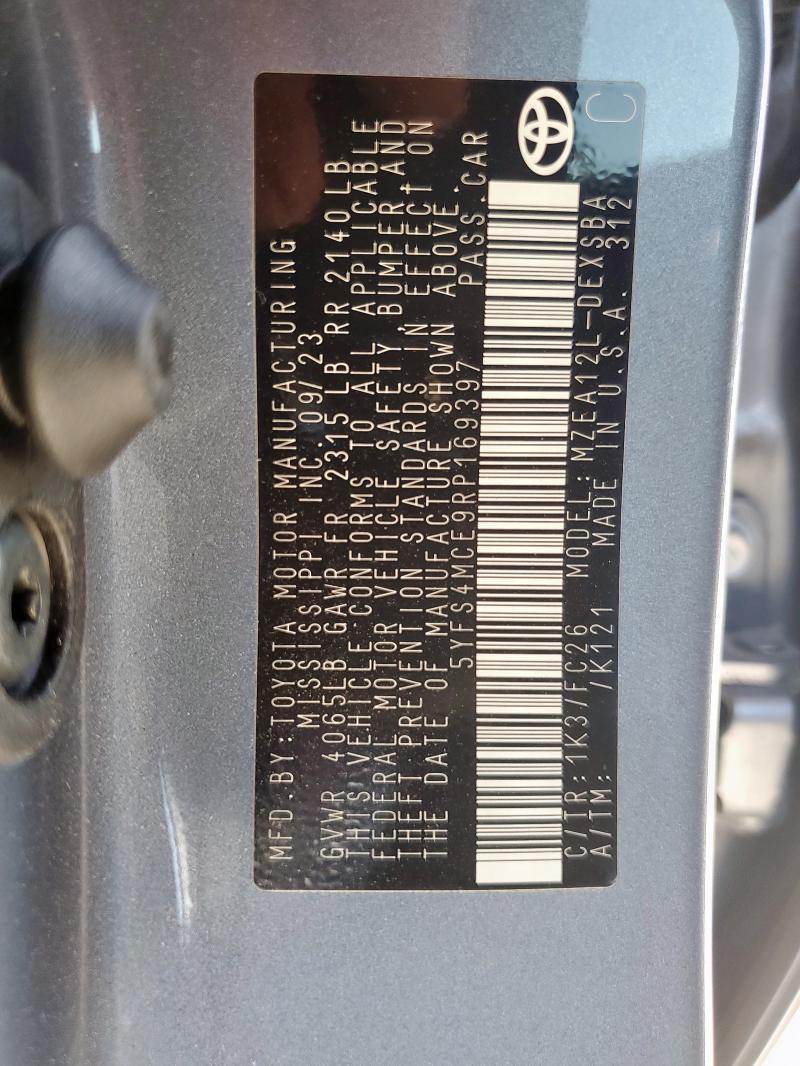 MFD.BY:TOYOTA MOTOR MANUFACTURING
MISSISSIPPI INC. 09/23
GVWR 4065LB GAWR FR 2315 LB RR 2140 LB
THIS VEHICLE CONFORMS TO ALL APPLICABLE
FEDERAL MOTOR VEHICLE SAFETY, BUMPER AND
THEFT PREVENTION STANDARDS IN EFFECT ON
THE DATE OF MANUFACTURE SHOWN ABOVE.
5YFS4MCE9RP169397 PASS.CAR
C/TR:1K3/FC26 MODEL:MZEA12L-DEXSBA
A/TM: /K121 MADE IN U.S.A. 312
C